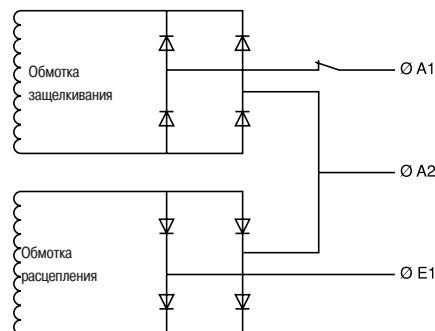 Обмотка
защелкивания
Ø A1
Ø A2
Обмотка
расцепления
Ø E1